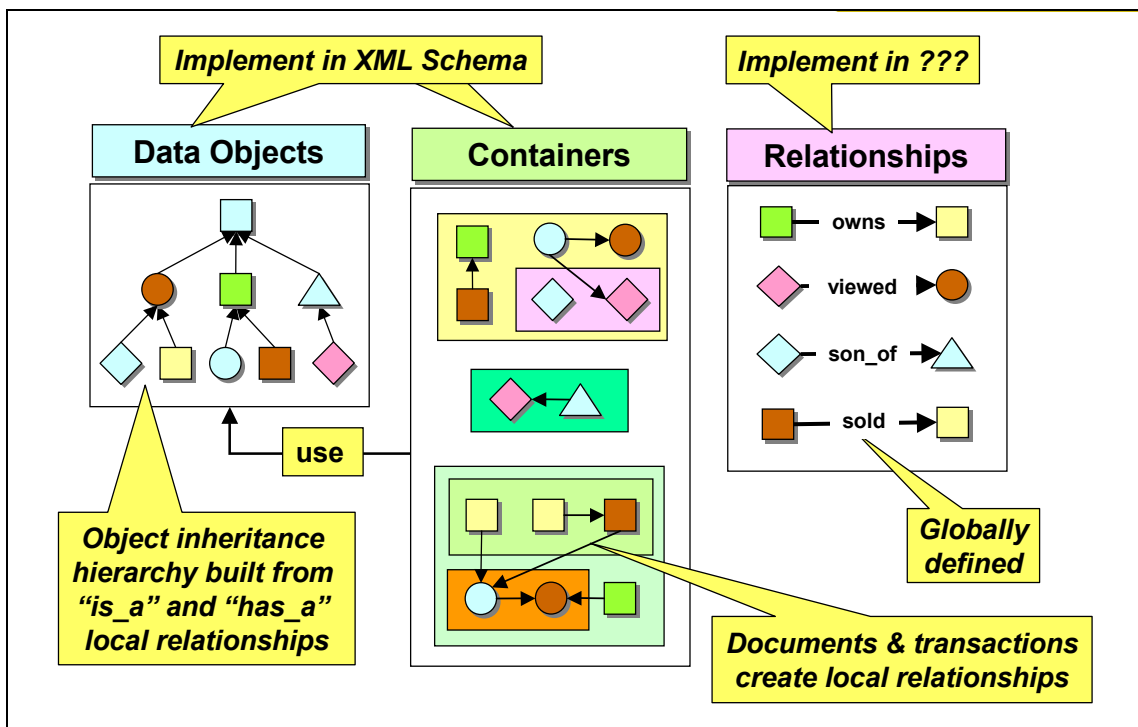 Implement in XML Schema
Implement in ???
Data Objects
Containers
Relationships
owns
viewed
son_of
sold
use
Object inheritance
hierarchy built from
“is_a” and “has_a”
local relationships
Globally
defined
Documents & transactions
create local relationships